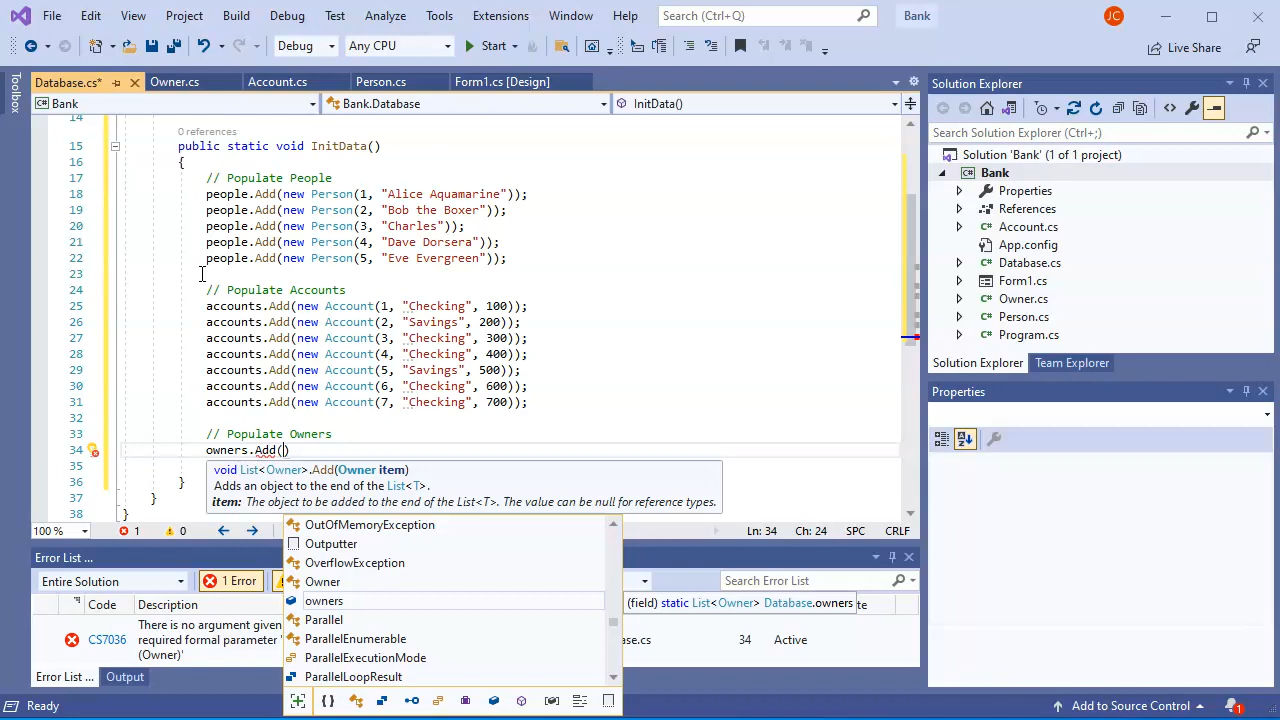 File Edit View Git Project Build Debug Test Analyze Tools Extensions Window Help Search (Ctrl+Q) Bank JC
Debug Any CPU Start Live Share
Toolbox
Database.cs* Owner.cs Account.cs Person.cs Form1.cs [Design]
Bank Bank.Database InitData()
14
0 references
15 public static void InitData()
16 {
17 // Populate People
18 people.Add(new Person(1, "Alice Aquamarine"));
19 people.Add(new Person(2, "Bob the Boxer"));
20 people.Add(new Person(3, "Charles"));
21 people.Add(new Person(4, "Dave Dorsera"));
22 people.Add(new Person(5, "Eve Evergreen"));
23
24 // Populate Accounts
25 accounts.Add(new Account(1, "Checking", 100));
26 accounts.Add(new Account(2, "Savings", 200));
27 accounts.Add(new Account(3, "Checking", 300));
28 accounts.Add(new Account(4, "Checking", 400));
29 accounts.Add(new Account(5, "Savings", 500));
30 accounts.Add(new Account(6, "Checking", 600));
31 accounts.Add(new Account(7, "Checking", 700));
32
33 // Populate Owners
34 owners.Add()
35
36 }
37 }
38 }
void List<Owner>.Add(Owner item)
Adds an object to the end of the List<T>.
item: The object to be added to the end of the List<T>. The value can be null for reference types.
OutOfMemoryException
Outputter
OverflowException
Owner
owners
Parallel
ParallelEnumerable
ParallelExecutionMode
ParallelLoopResult
(field) static List<Owner> Database.owners
100 % 1 0 Ln: 34 Ch: 24 SPC CRLF
Error List ...
Entire Solution 1 Error Search Error List
Code Description
CS7036 There is no argument given
required formal parameter '
(Owner)'
34 Active
Error List ... Output
Solution Explorer
Search Solution Explorer (Ctrl+;)
Solution 'Bank' (1 of 1 project)
Bank
Properties
References
Account.cs
App.config
Database.cs
Form1.cs
Owner.cs
Person.cs
Program.cs
Solution Explorer Team Explorer
Properties
Ready Add to Source Control 1